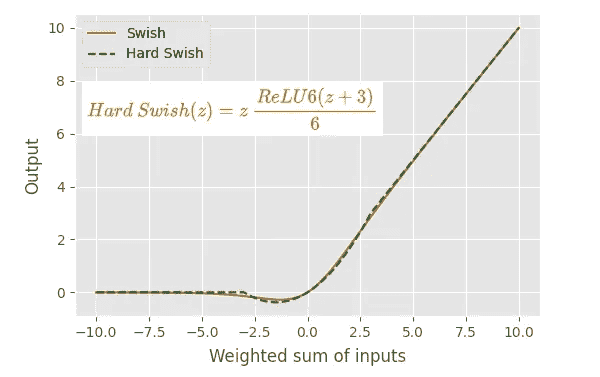 10
Swish
Hard Swish
8
Hard Swish(z) = z ReLU6(z + 3)
6
6
4
2
0
Output
−10.0 −7.5 −5.0 −2.5 0.0 2.5 5.0 7.5 10.0
Weighted sum of inputs